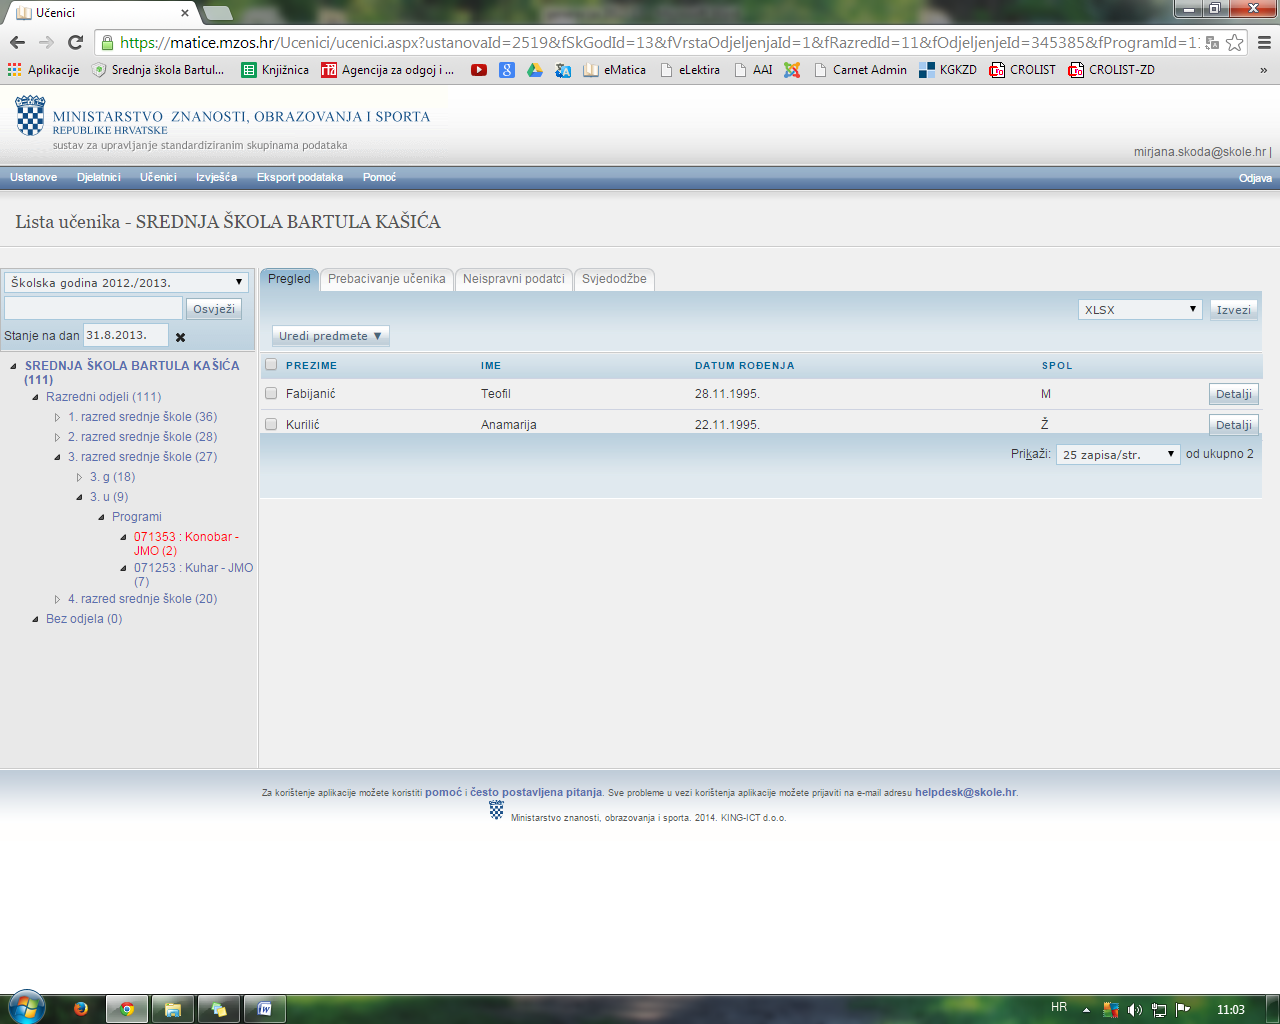 Učenici
https://matice.mzos.hr/Ucenici/ucenici.aspx?ustanovaId=2519&fSkGodId=13&fVrstaOdjeljenjaId=1&fRazredId=11&fOdjeljenjeId=345385&fProgramId=1
Aplikacije Srednja škola Bartul... Knjižnica Agencija za odgoj i ... eMatica eLektira AAI Carnet Admin KGKZD CROLIST CROLIST-ZD »
MINISTARSTVO ZNANOSTI, OBRAZOVANJA I SPORTA
REPUBLIKE HRVATSKE
sustav za upravljanje standardiziranim skupinama podataka
mirjana.skoda@skole.hr |
Ustanove Djelatnici Učenici Izvješća Eksport podataka Pomoć Odjava
Lista učenika - SREDNJA ŠKOLA BARTULA KAŠIĆA
Školska godina 2012./2013.
Osvježi
Stanje na dan 31.8.2013.
SREDNJA ŠKOLA BARTULA KAŠIĆA
(111)
Razredni odjeli (111)
1. razred srednje škole (36)
2. razred srednje škole (28)
3. razred srednje škole (27)
3. g (18)
3. u (9)
Programi
071353 : Konobar -
JMO (2)
071253 : Kuhar - JMO
(7)
4. razred srednje škole (20)
Bez odjela (0)
Pregled Prebacivanje učenika Neispravni podatci Svjedodžbe
XLSX Izvezi
Uredi predmete ▼
PREZIME IME DATUM ROĐENJA SPOL
Fabijanić Teofil 28.11.1995. M Detalji
Kurilić Anamarija 22.11.1995. Ž Detalji
Prikaži: 25 zapisa/str. od ukupno 2
Za korištenje aplikacije možete koristiti pomoć i često postavljena pitanja. Sve probleme u vezi korištenja aplikacije možete prijaviti na e-mail adresu helpdesk@skole.hr.
Ministarstvo znanosti, obrazovanja i sporta. 2014. KING-ICT d.o.o.
HR 11:03